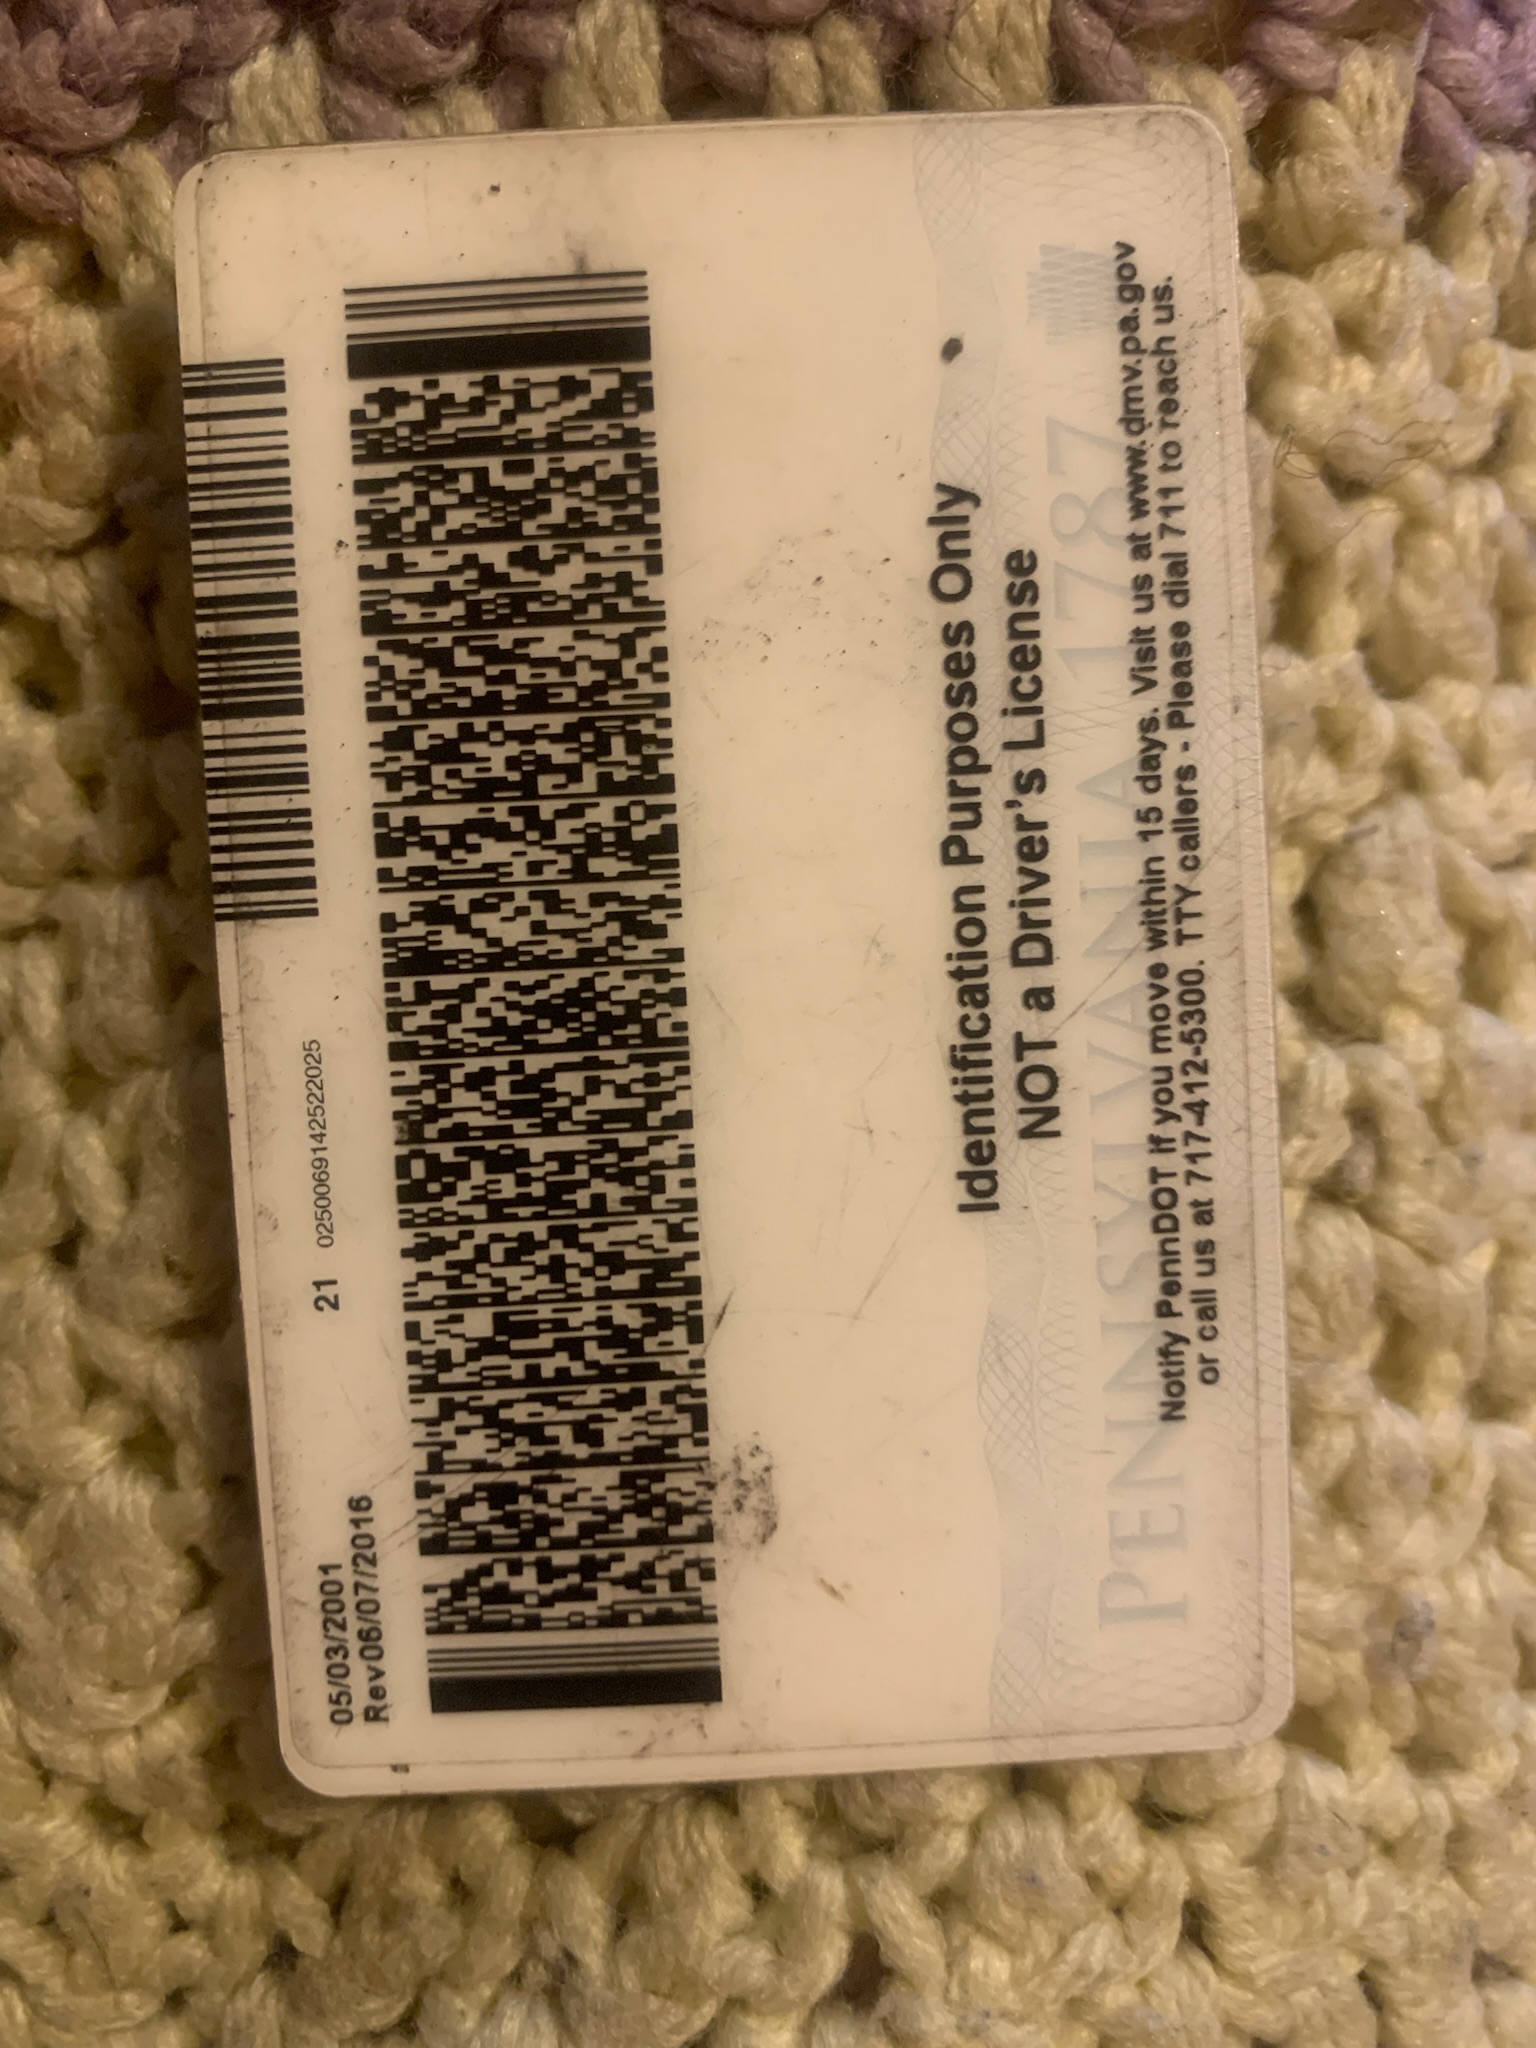 05/03/2001
Rev06/07/2016
21 0250069142522025
Identification Purposes Only
NOT a Driver's License
PENNSYLVANIA 1787
Notify PennDOT if you move within 15 days. Visit us at www.dmv.pa.gov
or call us at 717-412-5300. TTY callers - Please dial 711 to reach us.